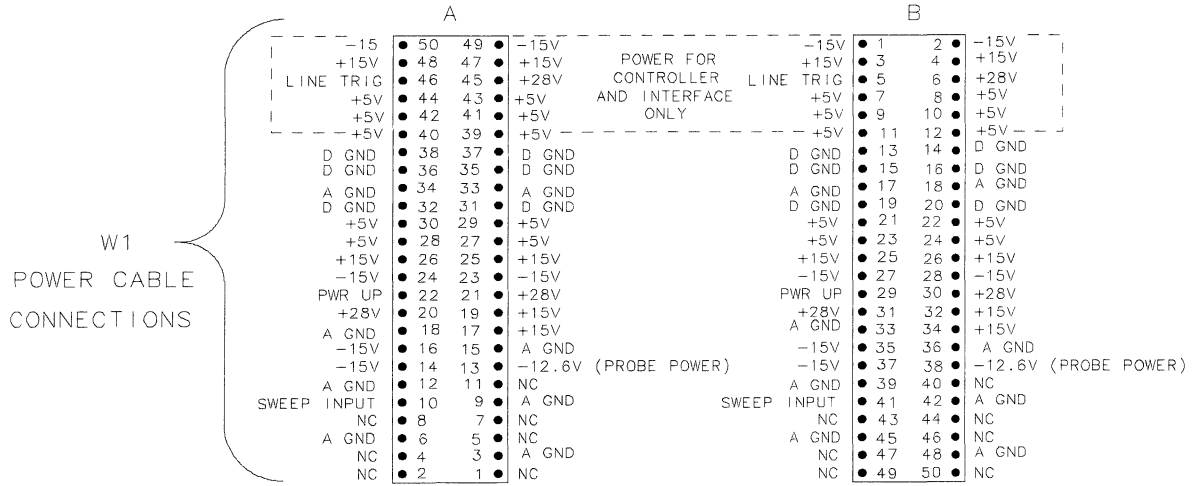 A B
-15 50 49 -15V -15V 1 2 -15V
+15V 48 47 +15V POWER FOR +15V 3 4 +15V
LINE TRIG 46 45 +28V CONTROLLER LINE TRIG 5 6 +28V
+5V 44 43 +5V AND INTERFACE +5V 7 8 +5V
+5V 42 41 +5V ONLY +5V 9 10 +5V
+5V 40 39 +5V +5V 11 12 +5V
D GND 38 37 D GND D GND 13 14 D GND
D GND 36 35 D GND D GND 15 16 D GND
A GND 34 33 A GND A GND 17 18 A GND
D GND 32 31 D GND D GND 19 20 D GND
+5V 30 29 +5V +5V 21 22 +5V
+5V 28 27 +5V +5V 23 24 +5V
+15V 26 25 +15V +15V 25 26 +15V
-15V 24 23 -15V -15V 27 28 -15V
PWR UP 22 21 +28V PWR UP 29 30 +28V
+28V 20 19 +15V +28V 31 32 +15V
A GND 18 17 +15V A GND 33 34 +15V
-15V 16 15 A GND -15V 35 36 A GND
-15V 14 13 -12.6V (PROBE POWER) -15V 37 38 -12.6V (PROBE POWER)
A GND 12 11 NC A GND 39 40 NC
SWEEP INPUT 10 9 A GND SWEEP INPUT 41 42 A GND
NC 8 7 NC NC 43 44 NC
A GND 6 5 NC A GND 45 46 NC
NC 4 3 A GND NC 47 48 A GND
NC 2 1 NC NC 49 50 NC
W1
POWER CABLE
CONNECTIONS